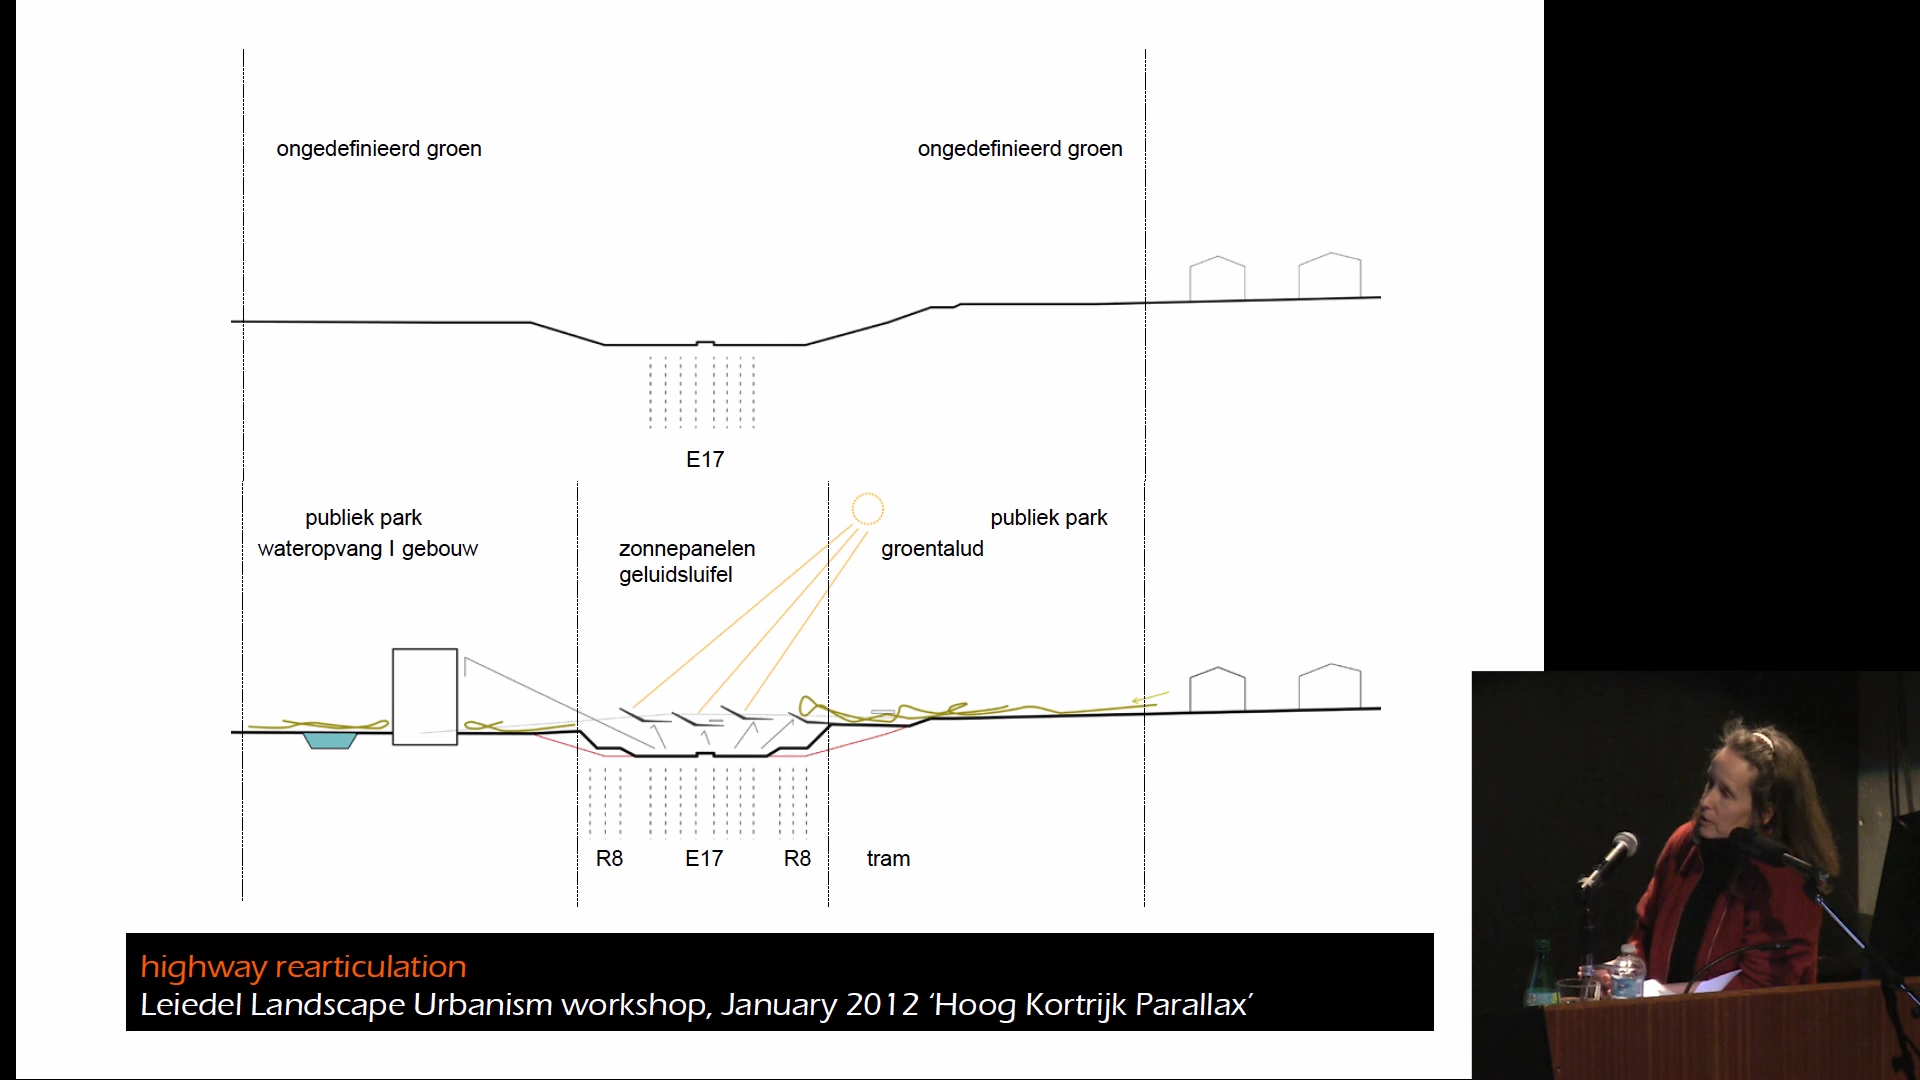 ongedefinieerd groen
ongedefinieerd groen
E17
publiek park
wateropvang I gebouw
zonnepanelen
geluidsluifel
groentalud
publiek park
R8
E17
R8
tram
highway rearticulation
Leiedel Landscape Urbanism workshop, January 2012 ‘Hoog Kortrijk Parallax’